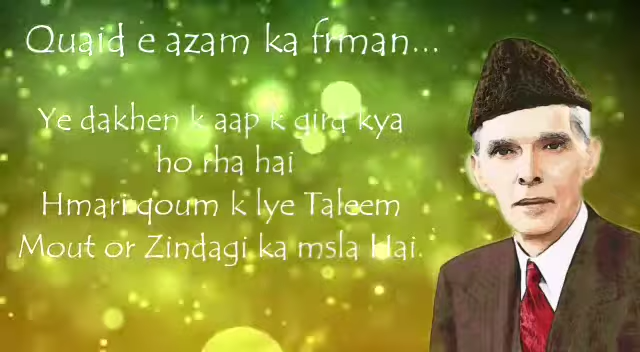 Quaid e azam ka frman...
Ye dakhen k aap k gird kya
ho rha hai
Hmari qoum k lye Taleem
Mout or Zindagi ka msla Hai.